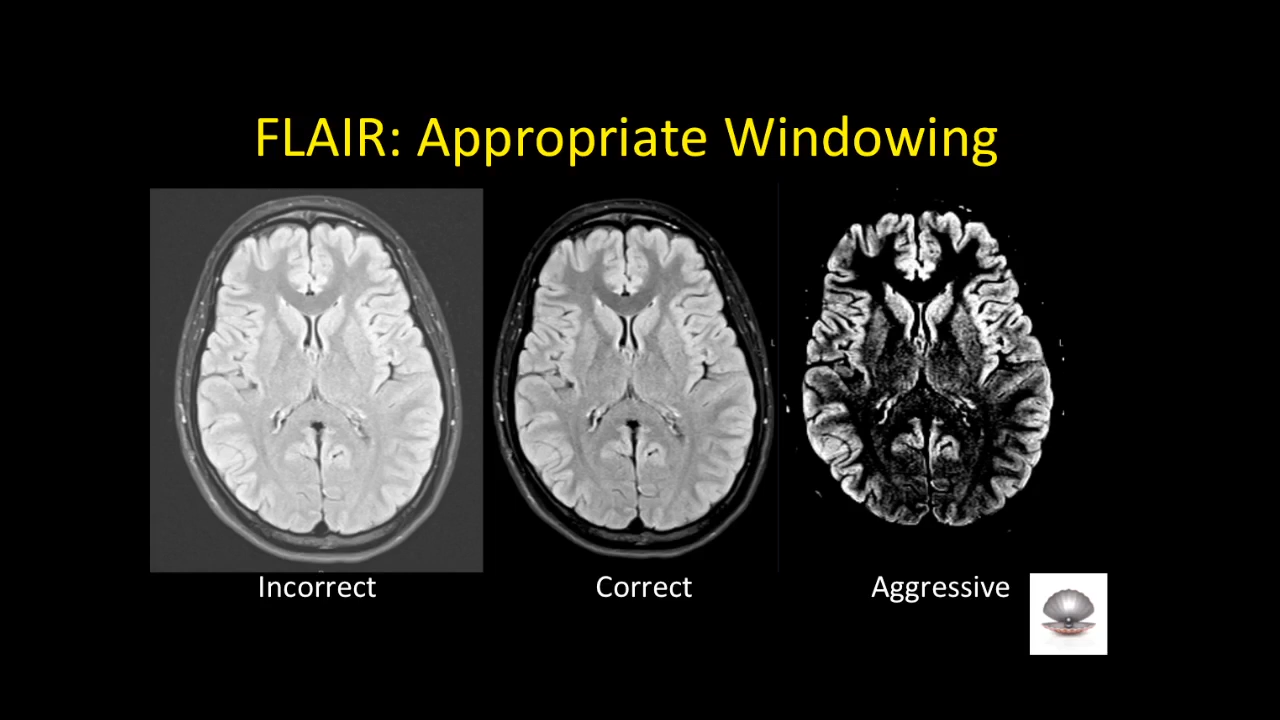 FLAIR: Appropriate Windowing
L
L
Incorrect
Correct
Aggressive